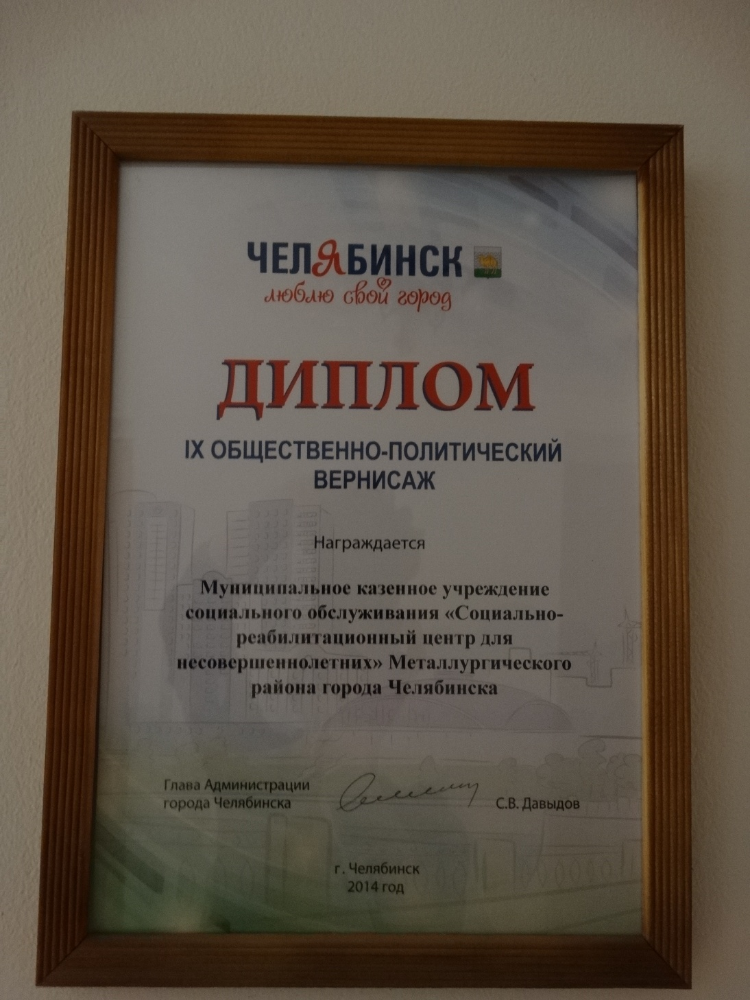 ЧЕЛЯБИНСК
люблю свой город
ДИПЛОМ
IX ОБЩЕСТВЕННО-ПОЛИТИЧЕСКИЙ
ВЕРНИСАЖ
Награждается
Муниципальное казенное учреждение
социального обслуживания «Социально-
реабилитационный центр для
несовершеннолетних» Металлургического
района города Челябинска
Глава Администрации
города Челябинска
С.В. Давыдов
г. Челябинск
2014 год